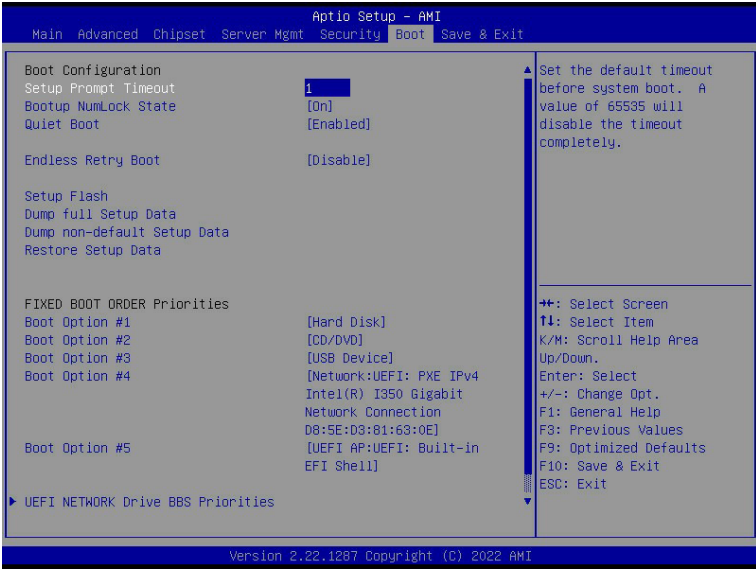 Aptio Setup – AMI
Main Advanced Chipset Server Mgmt Security Boot Save & Exit
Boot Configuration
Setup Prompt Timeout 1
Bootup NumLock State [On]
Quiet Boot [Enabled]
Endless Retry Boot [Disable]
Setup Flash
Dump full Setup Data
Dump non-default Setup Data
Restore Setup Data
FIXED BOOT ORDER Priorities
Boot Option #1 [Hard Disk]
Boot Option #2 [CD/DVD]
Boot Option #3 [USB Device]
Boot Option #4 [Network:UEFI: PXE IPv4
Intel(R) I350 Gigabit
Network Connection
D8:5E:D3:81:63:0E]
Boot Option #5 [UEFI AP:UEFI: Built-in
EFI Shell]
UEFI NETWORK Drive BBS Priorities
Set the default timeout
before system boot. A
value of 65535 will
disable the timeout
completely.
→←: Select Screen
↑↓: Select Item
K/M: Scroll Help Area
Up/Down.
Enter: Select
+/-: Change Opt.
F1: General Help
F3: Previous Values
F9: Optimized Defaults
F10: Save & Exit
ESC: Exit
Version 2.22.1287 Copyright (C) 2022 AMI